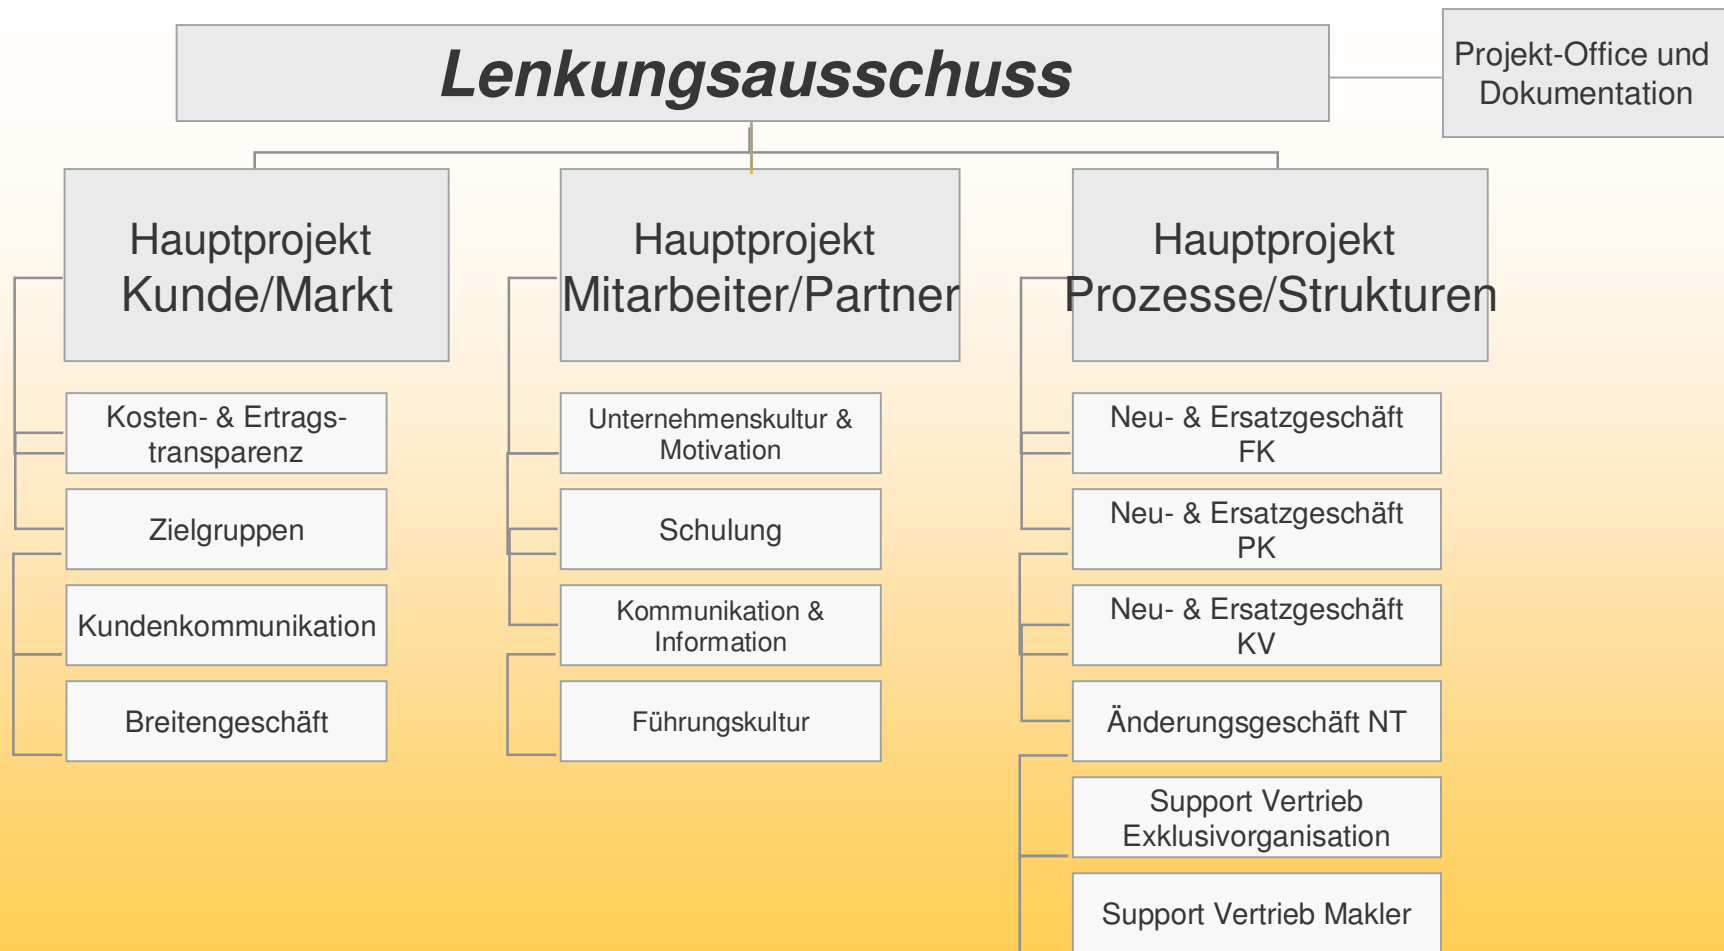 Lenkungsausschuss
Projekt-Office und
Dokumentation
Hauptprojekt
Kunde/Markt
Kosten- & Ertrags-
transparenz
Zielgruppen
Kundenkommunikation
Breitengeschäft
Hauptprojekt
Mitarbeiter/Partner
Unternehmenskultur &
Motivation
Schulung
Kommunikation &
Information
Führungskultur
Hauptprojekt
Prozesse/Strukturen
Neu- & Ersatzgeschäft
FK
Neu- & Ersatzgeschäft
PK
Neu- & Ersatzgeschäft
KV
Änderungsgeschäft NT
Support Vertrieb
Exklusivorganisation
Support Vertrieb Makler